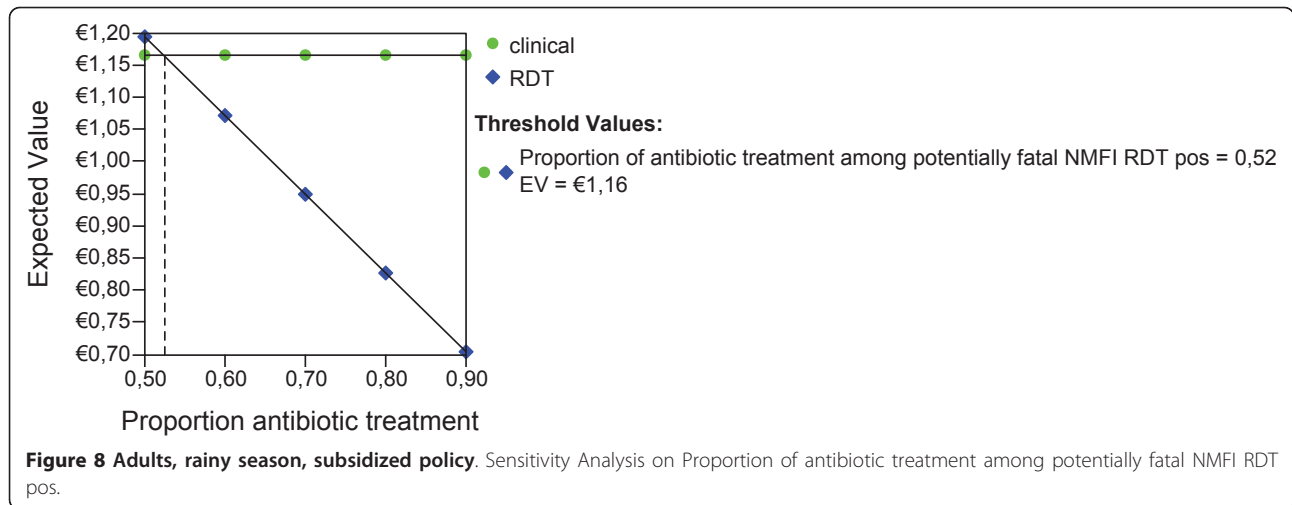 €1,20
€1,15
€1,10
€1,05
€1,00
€0,95
€0,90
€0,85
€0,80
€0,75
€0,70
Expected Value
0,50 0,60 0,70 0,80 0,90
Proportion antibiotic treatment
clinical
RDT
Threshold Values:
Proportion of antibiotic treatment among potentially fatal NMFI RDT pos = 0,52
EV = €1,16
Figure 8 Adults, rainy season, subsidized policy. Sensitivity Analysis on Proportion of antibiotic treatment among potentially fatal NMFI RDT
pos.